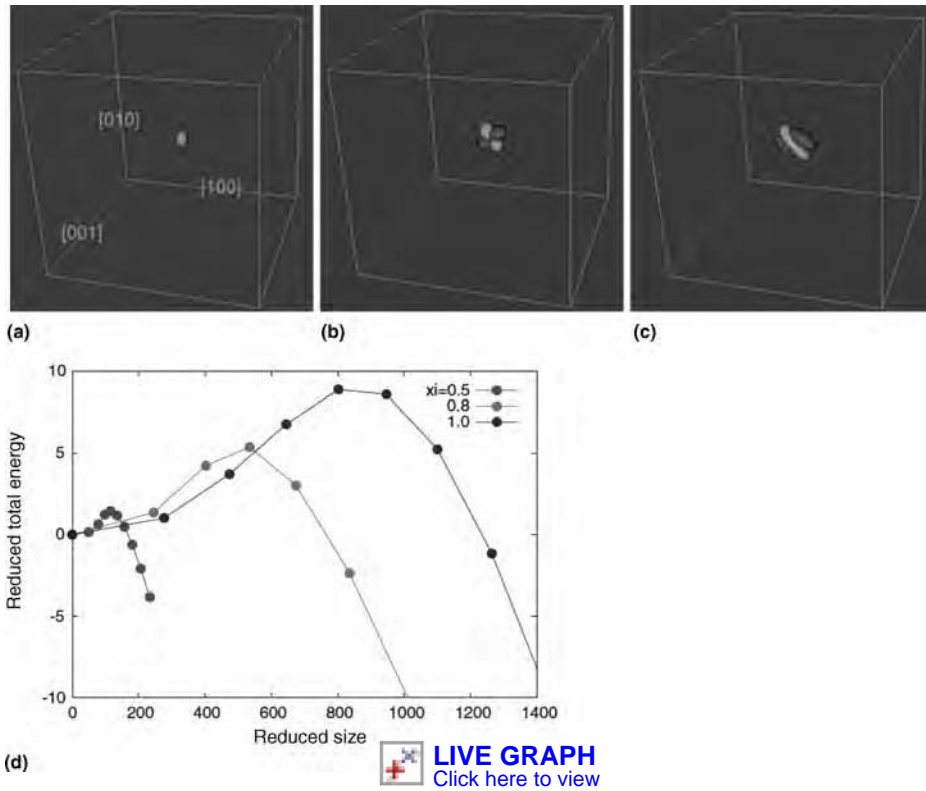 [010]
[100]
[001]
(a)
(b)
(c)
10
5
0
-5
-10
Reduced total energy
xi=0.5
0.8
1.0
0 200 400 600 800 1000 1200 1400
Reduced size
(d)
LIVE GRAPH
Click here to view